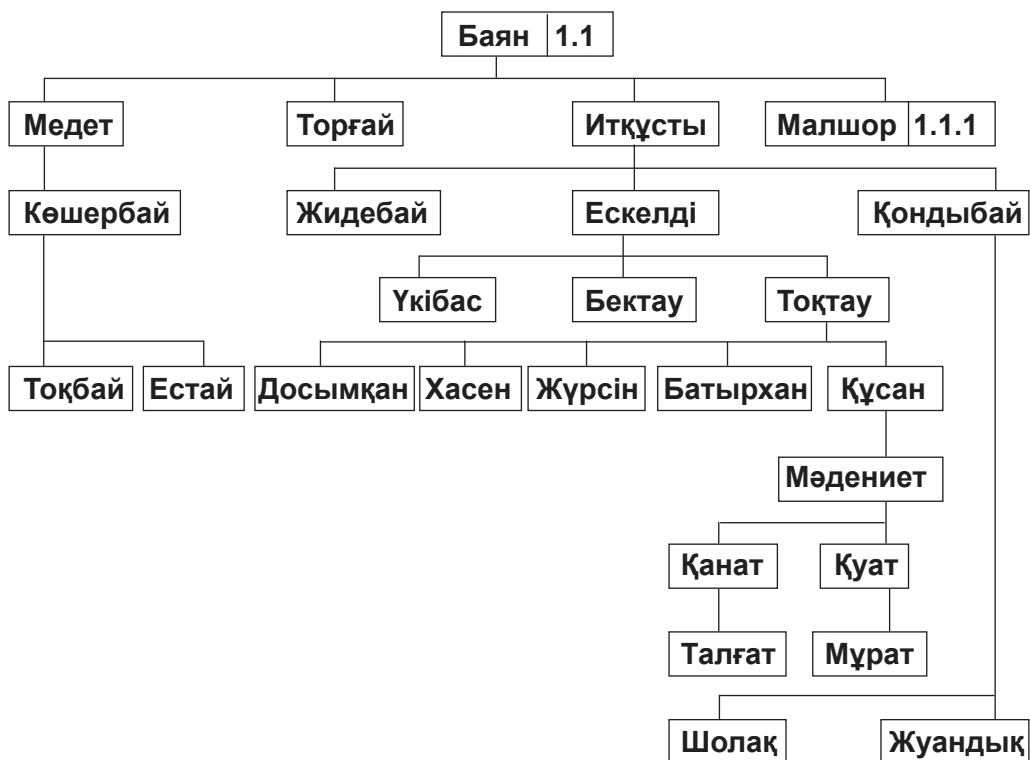 Баян 1.1
Медет Торғай Итқұсты Малшор 1.1.1
Көшербай Жидебай Ескелді Қондыбай
Үкібас Бектау Тоқтау
Тоқбай Естай Досымқан Хасен Жүрсін Батырхан Құсан
Мәдениет
Қанат Қуат
Талғат Мұрат
Шолақ Жуандық